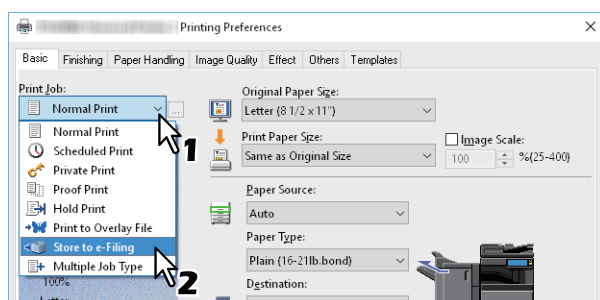 Printing Preferences
Basic Finishing Paper Handling Image Quality Effect Others Templates
Print Job:
Normal Print
...
1
Normal Print
Scheduled Print
Private Print
Proof Print
Hold Print
Print to Overlay File
Store to e-Filing
Multiple Job Type
2
100%
Original Paper Size:
Letter (8 1/2 x 11")
Print Paper Size:
Same as Original Size
Image Scale:
100 %(25-400)
Paper Source:
Auto
Paper Type:
Plain (16-21lb.bond)
Destination: